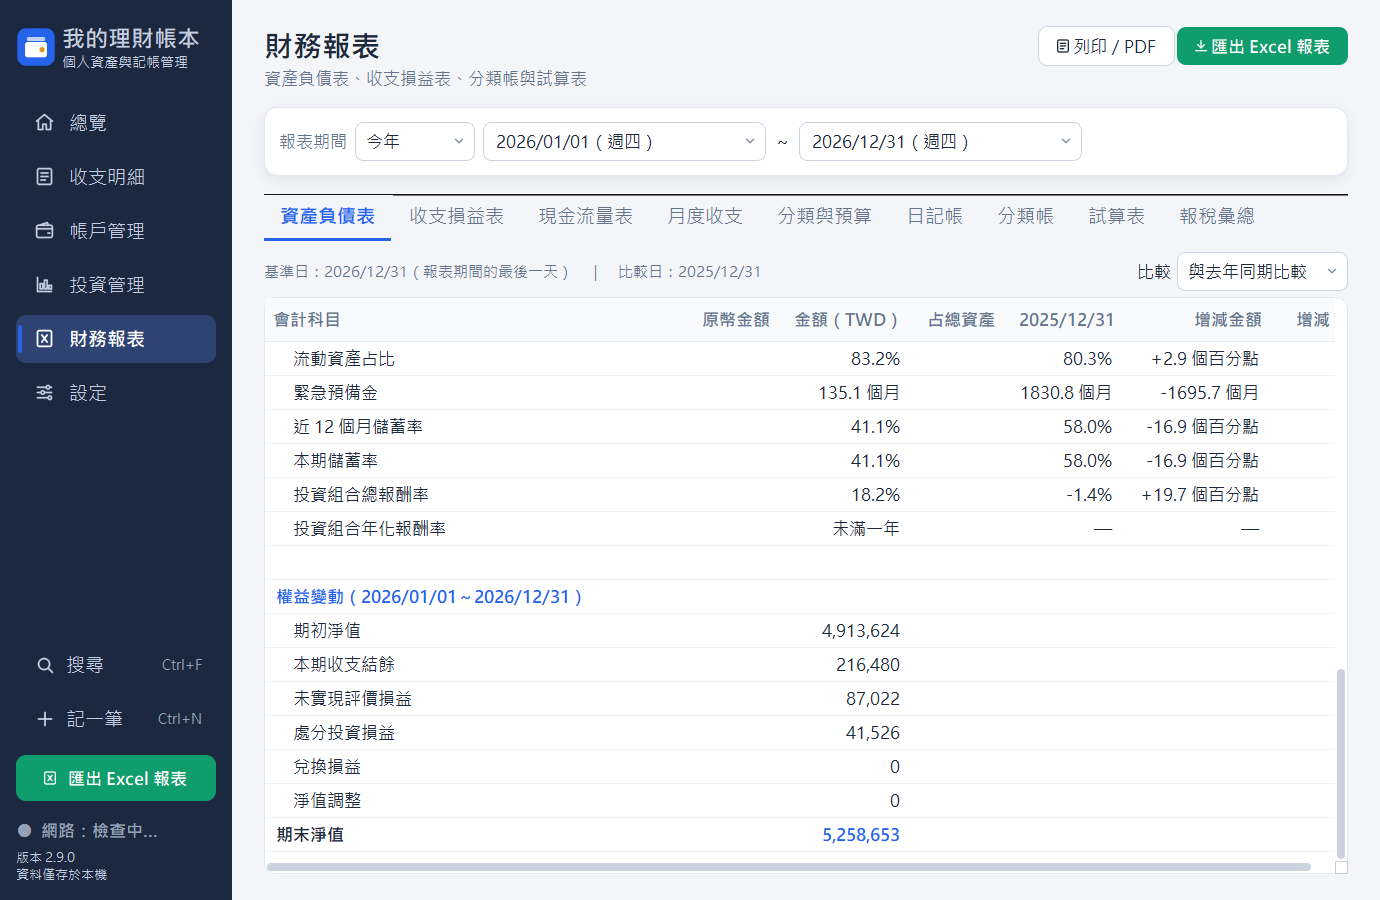 我的理財帳本
個人資產與記帳管理
總覽
收支明細
帳戶管理
投資管理
財務報表
設定
搜尋 Ctrl+F
記一筆 Ctrl+N
匯出 Excel 報表
網路：檢查中...
版本 2.9.0
資料僅存於本機
財務報表
資產負債表、收支損益表、分類帳與試算表
列印 / PDF
匯出 Excel 報表
報表期間 今年 2026/01/01（週四） ~ 2026/12/31（週四）
資產負債表 收支損益表 現金流量表 月度收支 分類與預算 日記帳 分類帳 試算表 報稅彙總
基準日：2026/12/31（報表期間的最後一天） | 比較日：2025/12/31
比較 與去年同期比較
會計科目 原幣金額 金額（TWD） 占總資產 2025/12/31 增減金額 增減
流動資產占比 83.2% 80.3% +2.9 個百分點
緊急預備金 135.1 個月 1830.8 個月 -1695.7 個月
近 12 個月儲蓄率 41.1% 58.0% -16.9 個百分點
本期儲蓄率 41.1% 58.0% -16.9 個百分點
投資組合總報酬率 18.2% -1.4% +19.7 個百分點
投資組合年化報酬率 未滿一年 — —
權益變動（2026/01/01～2026/12/31）
期初淨值 4,913,624
本期收支結餘 216,480
未實現評價損益 87,022
處分投資損益 41,526
兌換損益 0
淨值調整 0
期末淨值 5,258,653